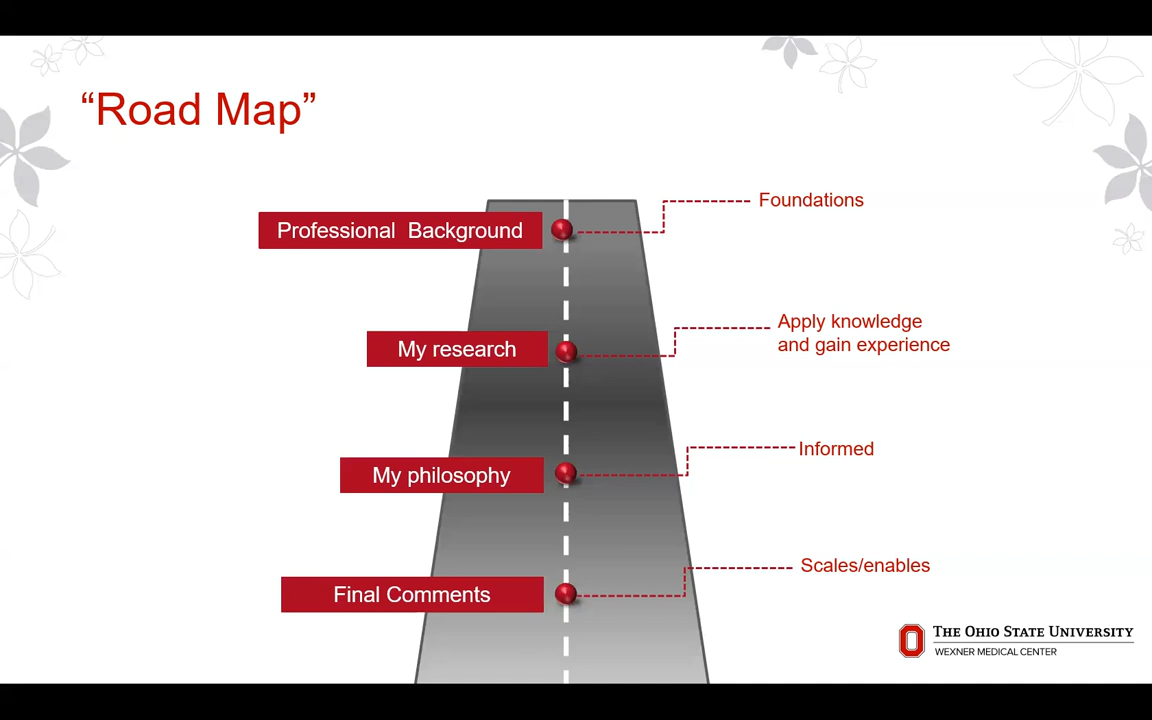 “Road Map”
Professional Background
Foundations
My research
Apply knowledge
and gain experience
My philosophy
Informed
Final Comments
Scales/enables
THE OHIO STATE UNIVERSITY
WEXNER MEDICAL CENTER